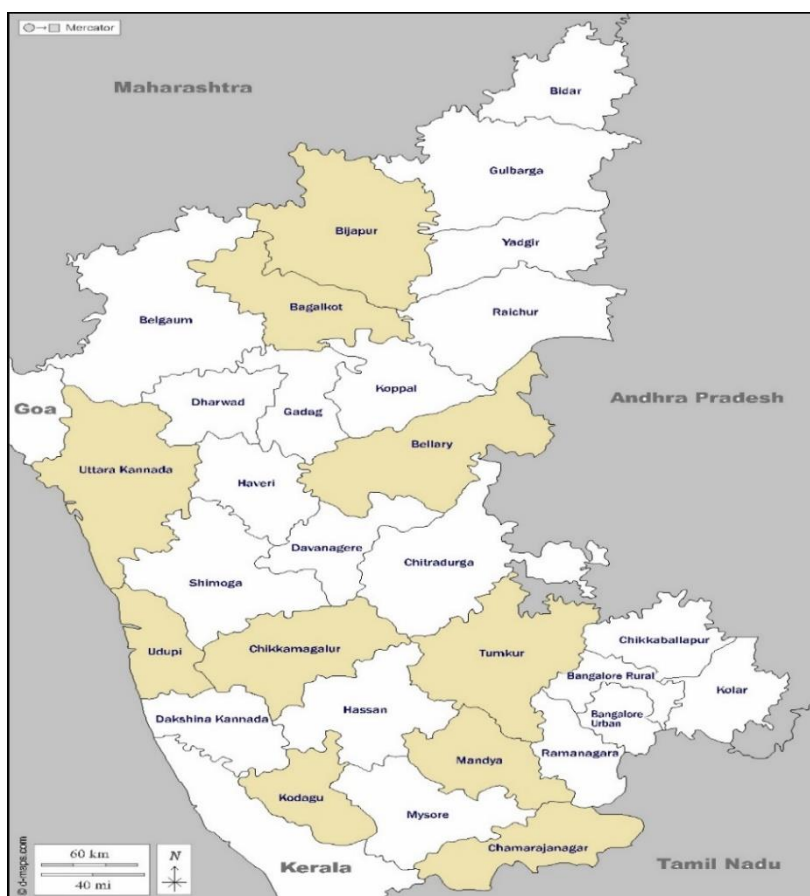 Mercator
Maharashtra
Bidar
Gulbarga
Bijapur
Yadgir
Bagalkot
Raichur
Belgaum
Koppal
Dharwad
Gadag
Goa
Andhra Pradesh
Bellary
Uttara Kannada
Haveri
Davanagere
Chitradurga
Shimoga
Chikkaballapur
Udupi
Chikkamagalur
Tumkur
Bangalore Rural
Kolar
Dakshina Kannada
Hassan
Bangalore
Urban
Ramanagara
Mandya
Kodagu
Mysore
Chamarajanagar
60 km
40 mi
N
Kerala
Tamil Nadu
© d-maps.com